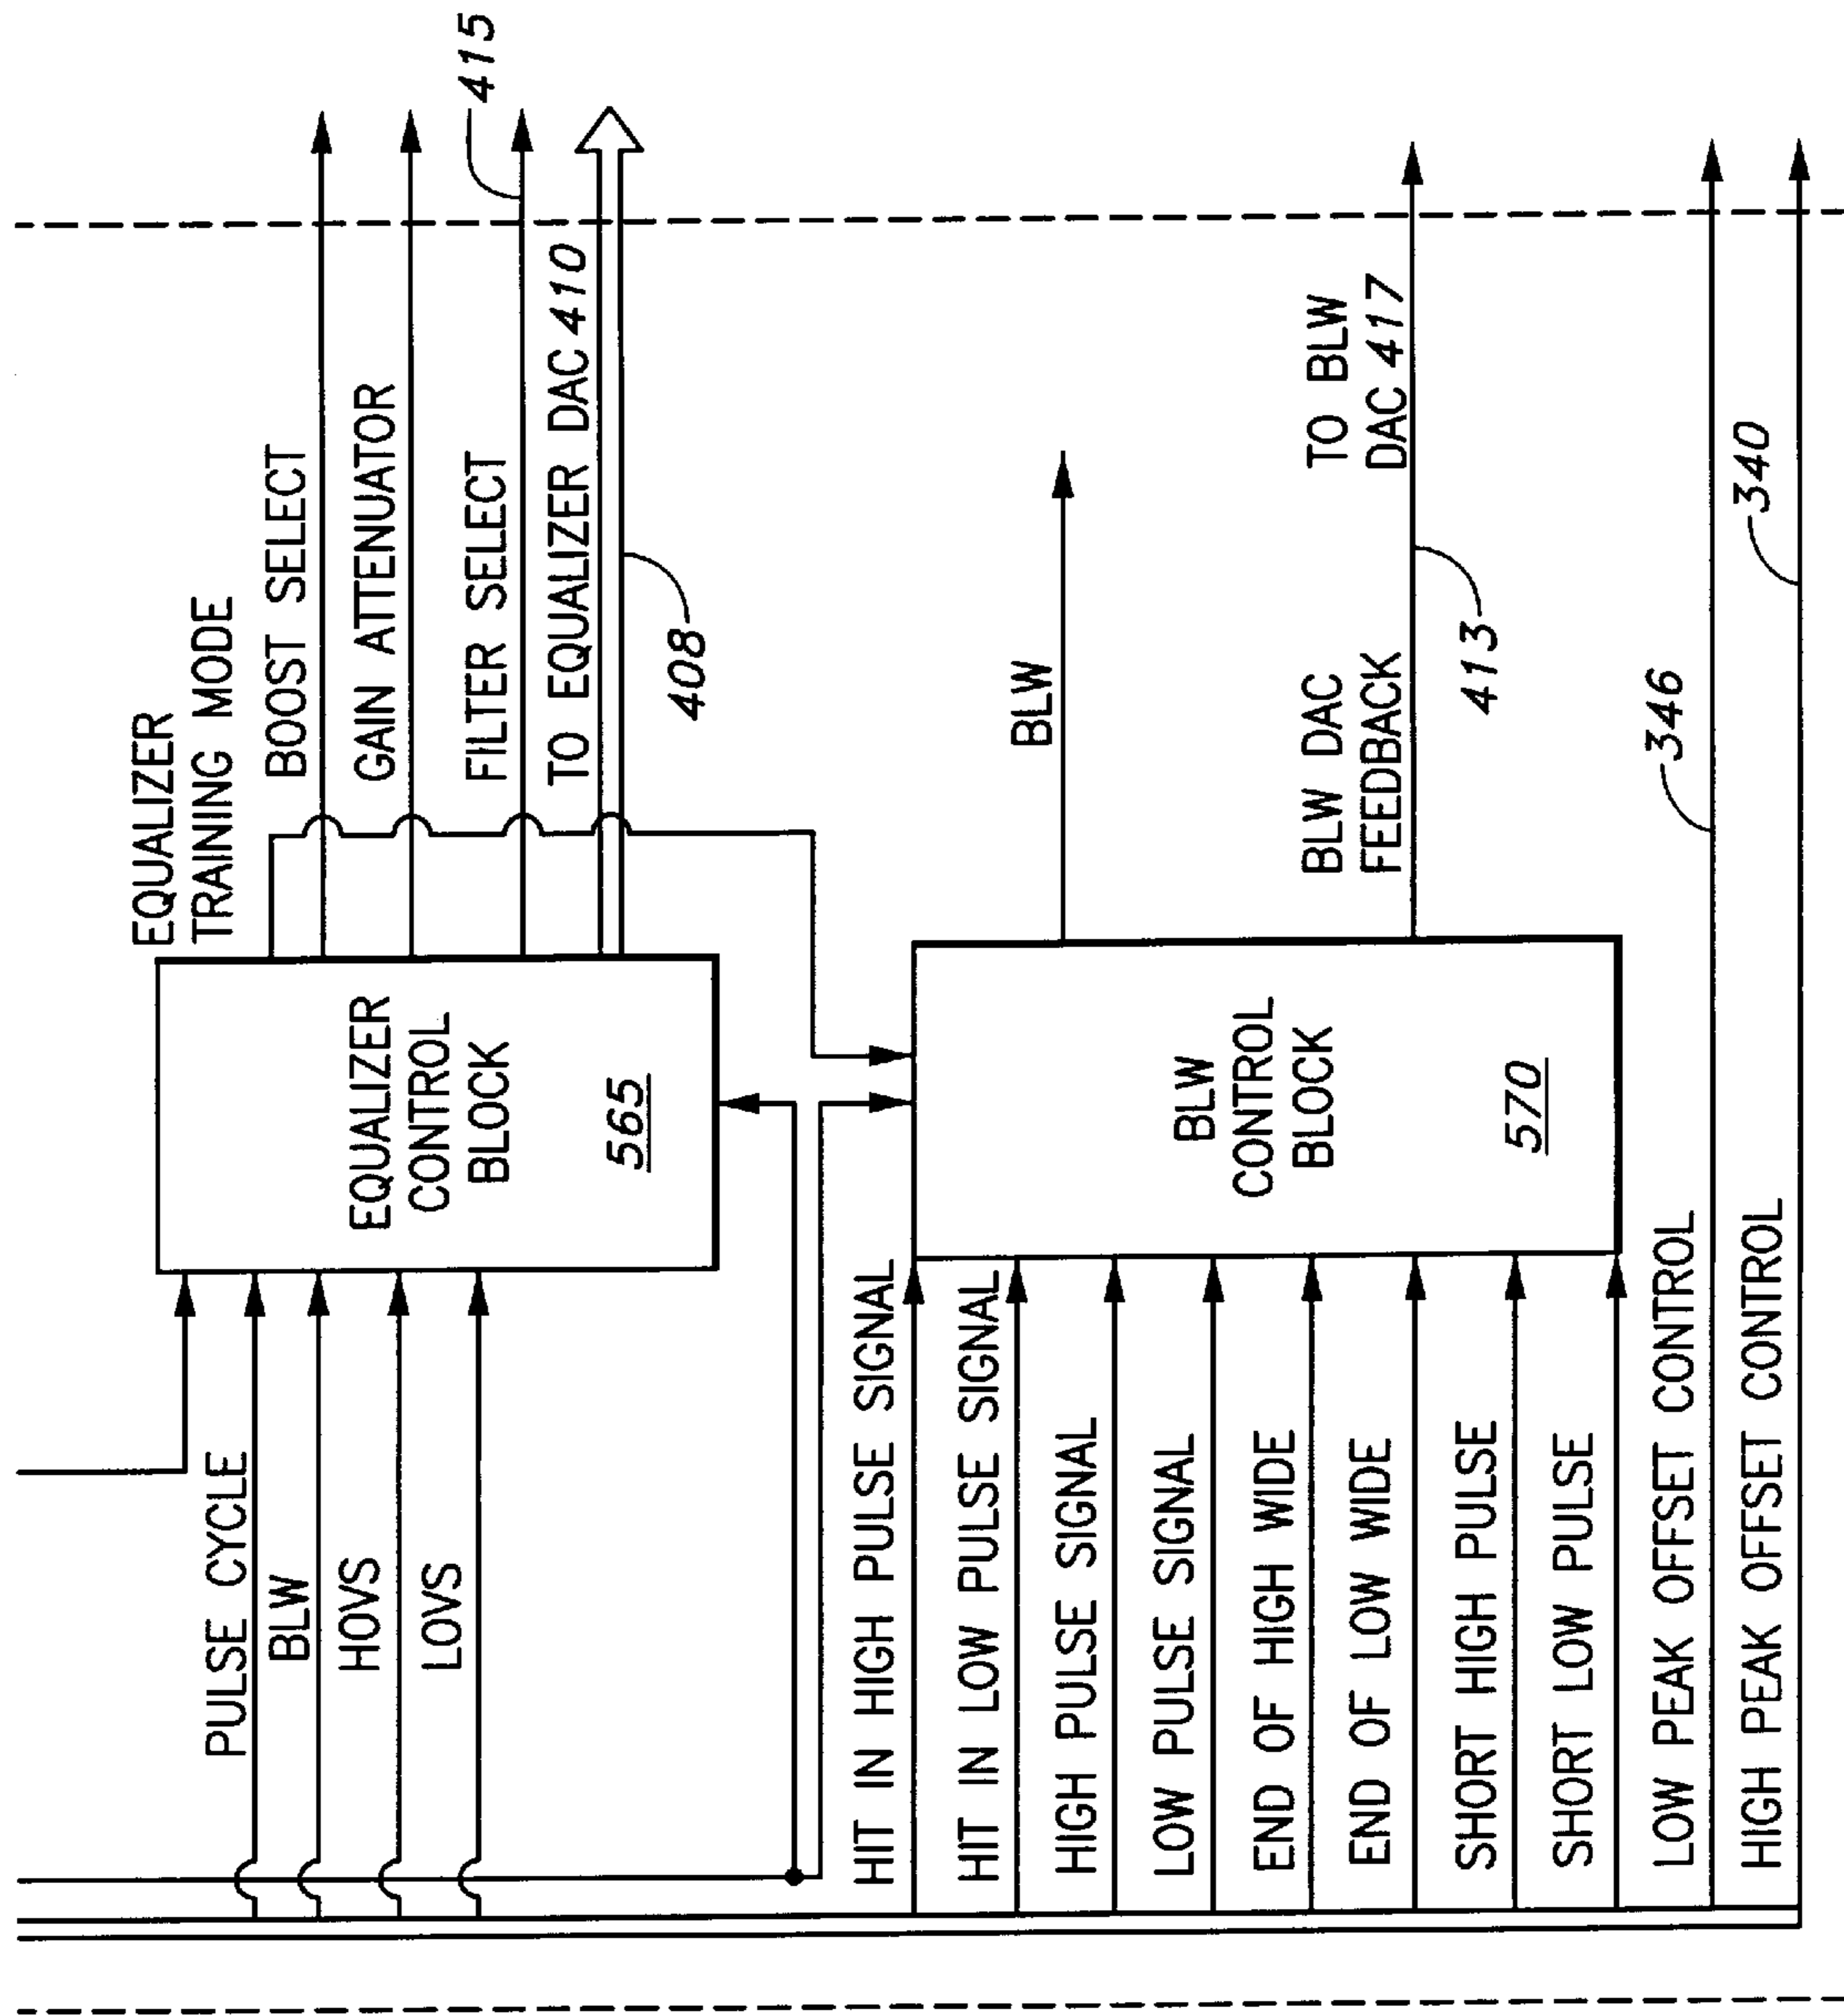 EQUALIZER
TRAINING MODE
BOOST SELECT
GAIN ATTENUATOR
FILTER SELECT
415
TO EQUALIZER DAC 410
408
EQUALIZER
CONTROL
BLOCK
565
PULSE CYCLE
BLW
HOVS
LOVS
BLW
BLW DAC
FEEDBACK
TO BLW
DAC 417
413
BLW
CONTROL
BLOCK
570
HIT IN HIGH PULSE SIGNAL
HIT IN LOW PULSE SIGNAL
HIGH PULSE SIGNAL
LOW PULSE SIGNAL
END OF HIGH WIDE
END OF LOW WIDE
SHORT HIGH PULSE
SHORT LOW PULSE
LOW PEAK OFFSET CONTROL
346
HIGH PEAK OFFSET CONTROL
340